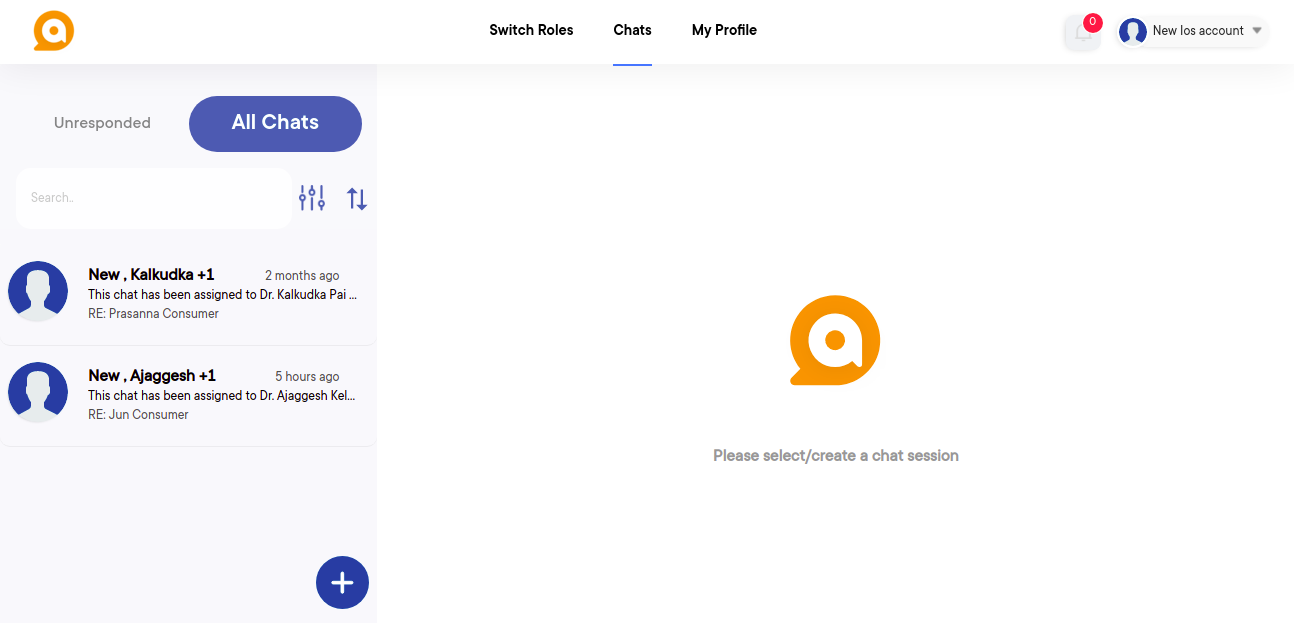 Switch Roles
Chats
My Profile
0
New Ios account
Unresponded
All Chats
Search..
New , Kalkudka +1
2 months ago
This chat has been assigned to Dr. Kalkudka Pai ...
RE: Prasanna Consumer
New , Ajaggesh +1
5 hours ago
This chat has been assigned to Dr. Ajaggesh Kel...
RE: Jun Consumer
Please select/create a chat session